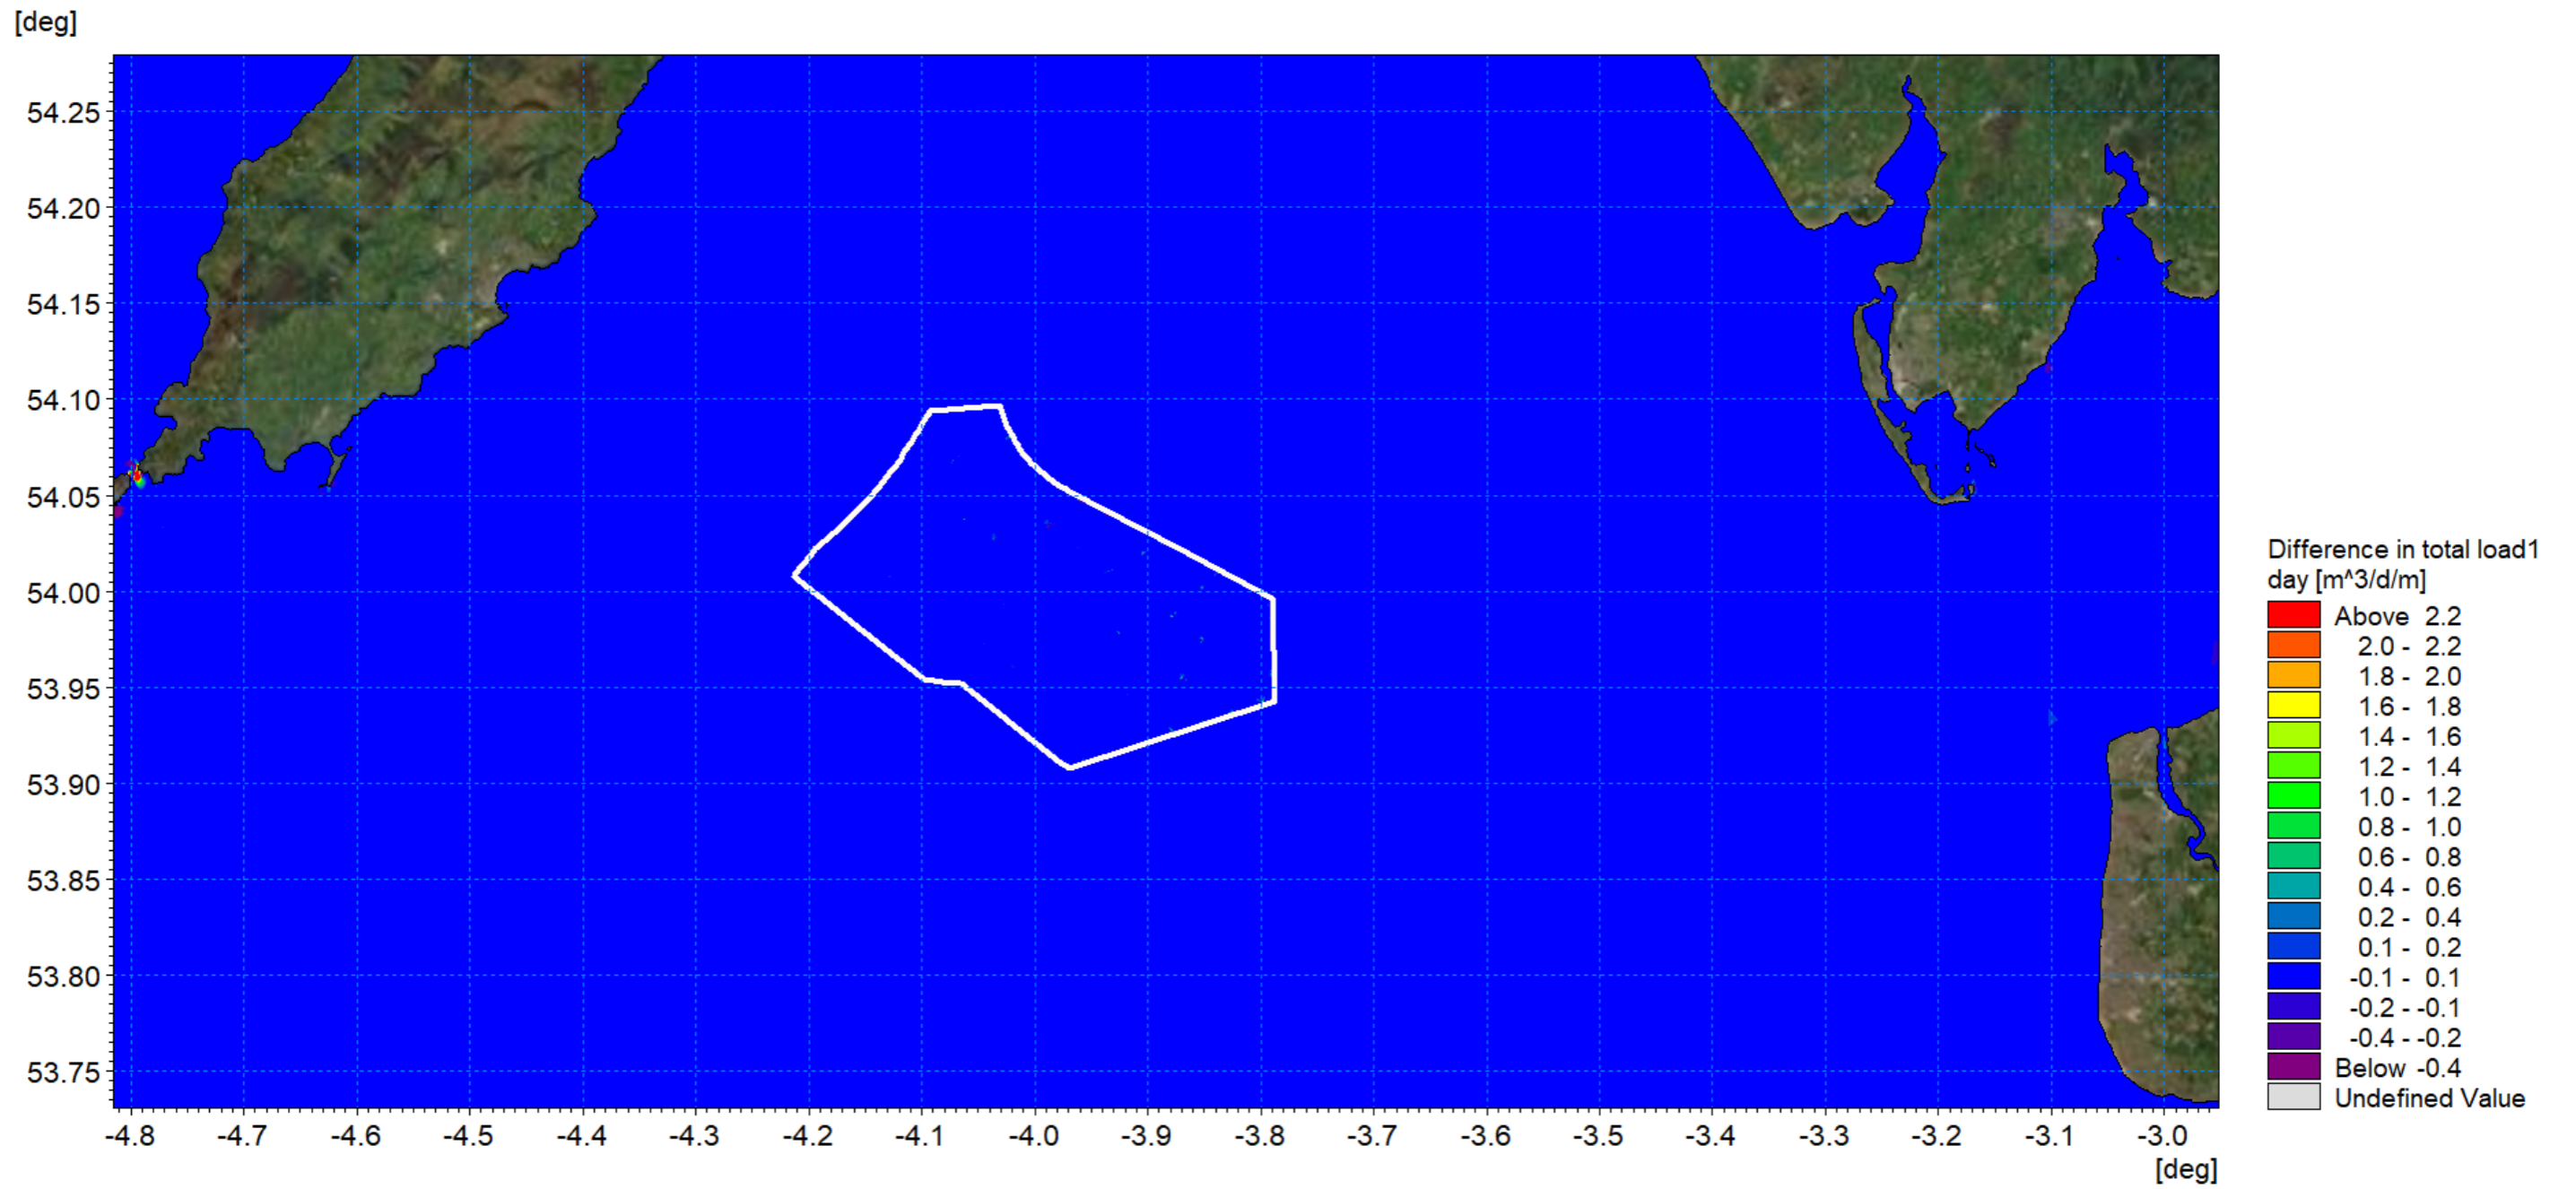 [deg]
54.25
54.20
54.15
54.10
54.05
54.00
53.95
53.90
53.85
53.80
53.75
-4.8 -4.7 -4.6 -4.5 -4.4 -4.3 -4.2 -4.1 -4.0 -3.9 -3.8 -3.7 -3.6 -3.5 -3.4 -3.3 -3.2 -3.1 -3.0
[deg]
Difference in total load1
day [m^3/d/m]
Above 2.2
2.0 - 2.2
1.8 - 2.0
1.6 - 1.8
1.4 - 1.6
1.2 - 1.4
1.0 - 1.2
0.8 - 1.0
0.6 - 0.8
0.4 - 0.6
0.2 - 0.4
0.1 - 0.2
-0.1 - 0.1
-0.2 - -0.1
-0.4 - -0.2
Below -0.4
Undefined Value